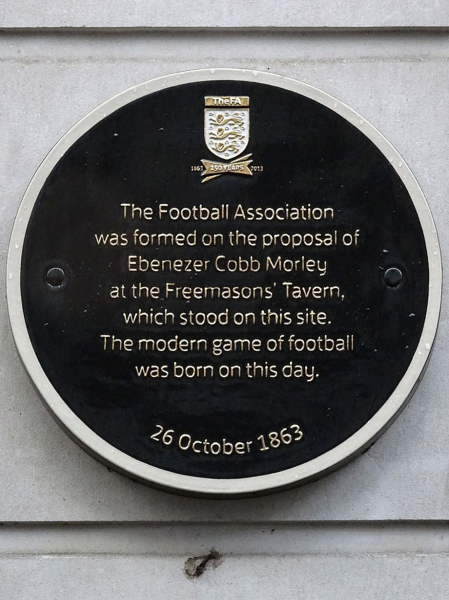 The FA
1863 150 YEARS 2013
The Football Association
was formed on the proposal of
Ebenezer Cobb Morley
at the Freemasons' Tavern,
which stood on this site.
The modern game of football
was born on this day.
26 October 1863